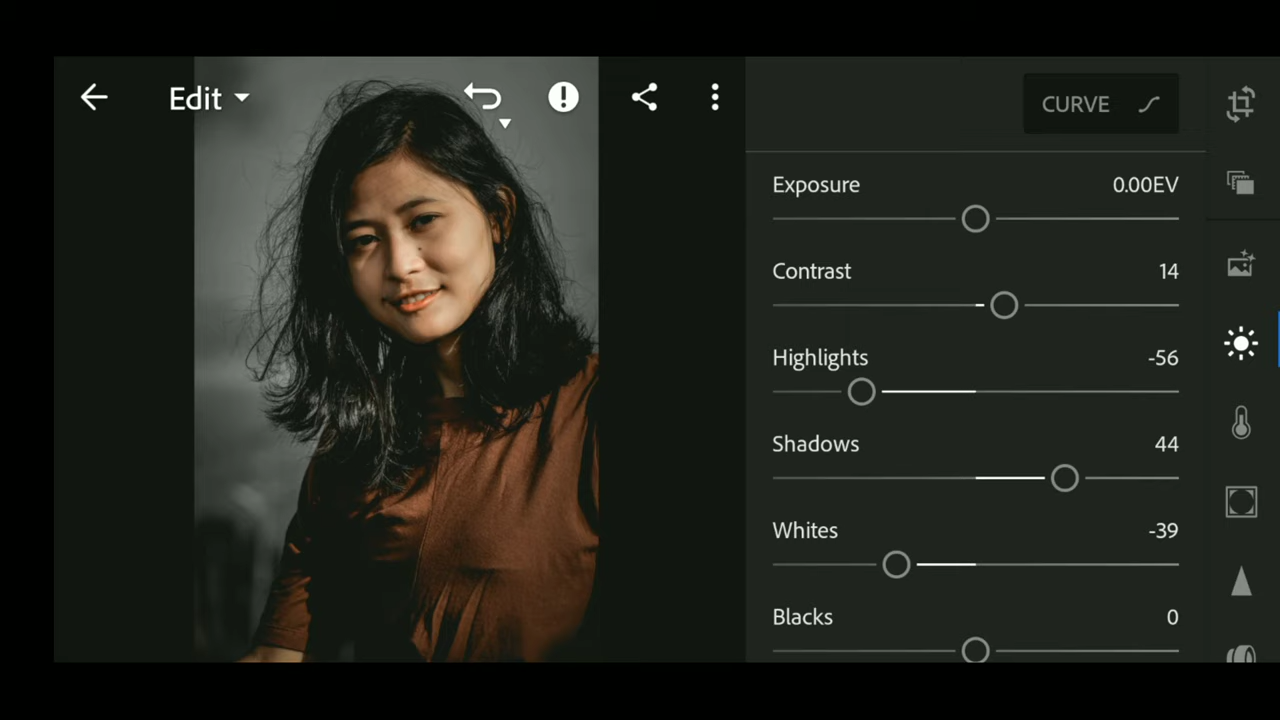 Edit
CURVE
Exposure 0.00EV
Contrast 14
Highlights -56
Shadows 44
Whites -39
Blacks 0